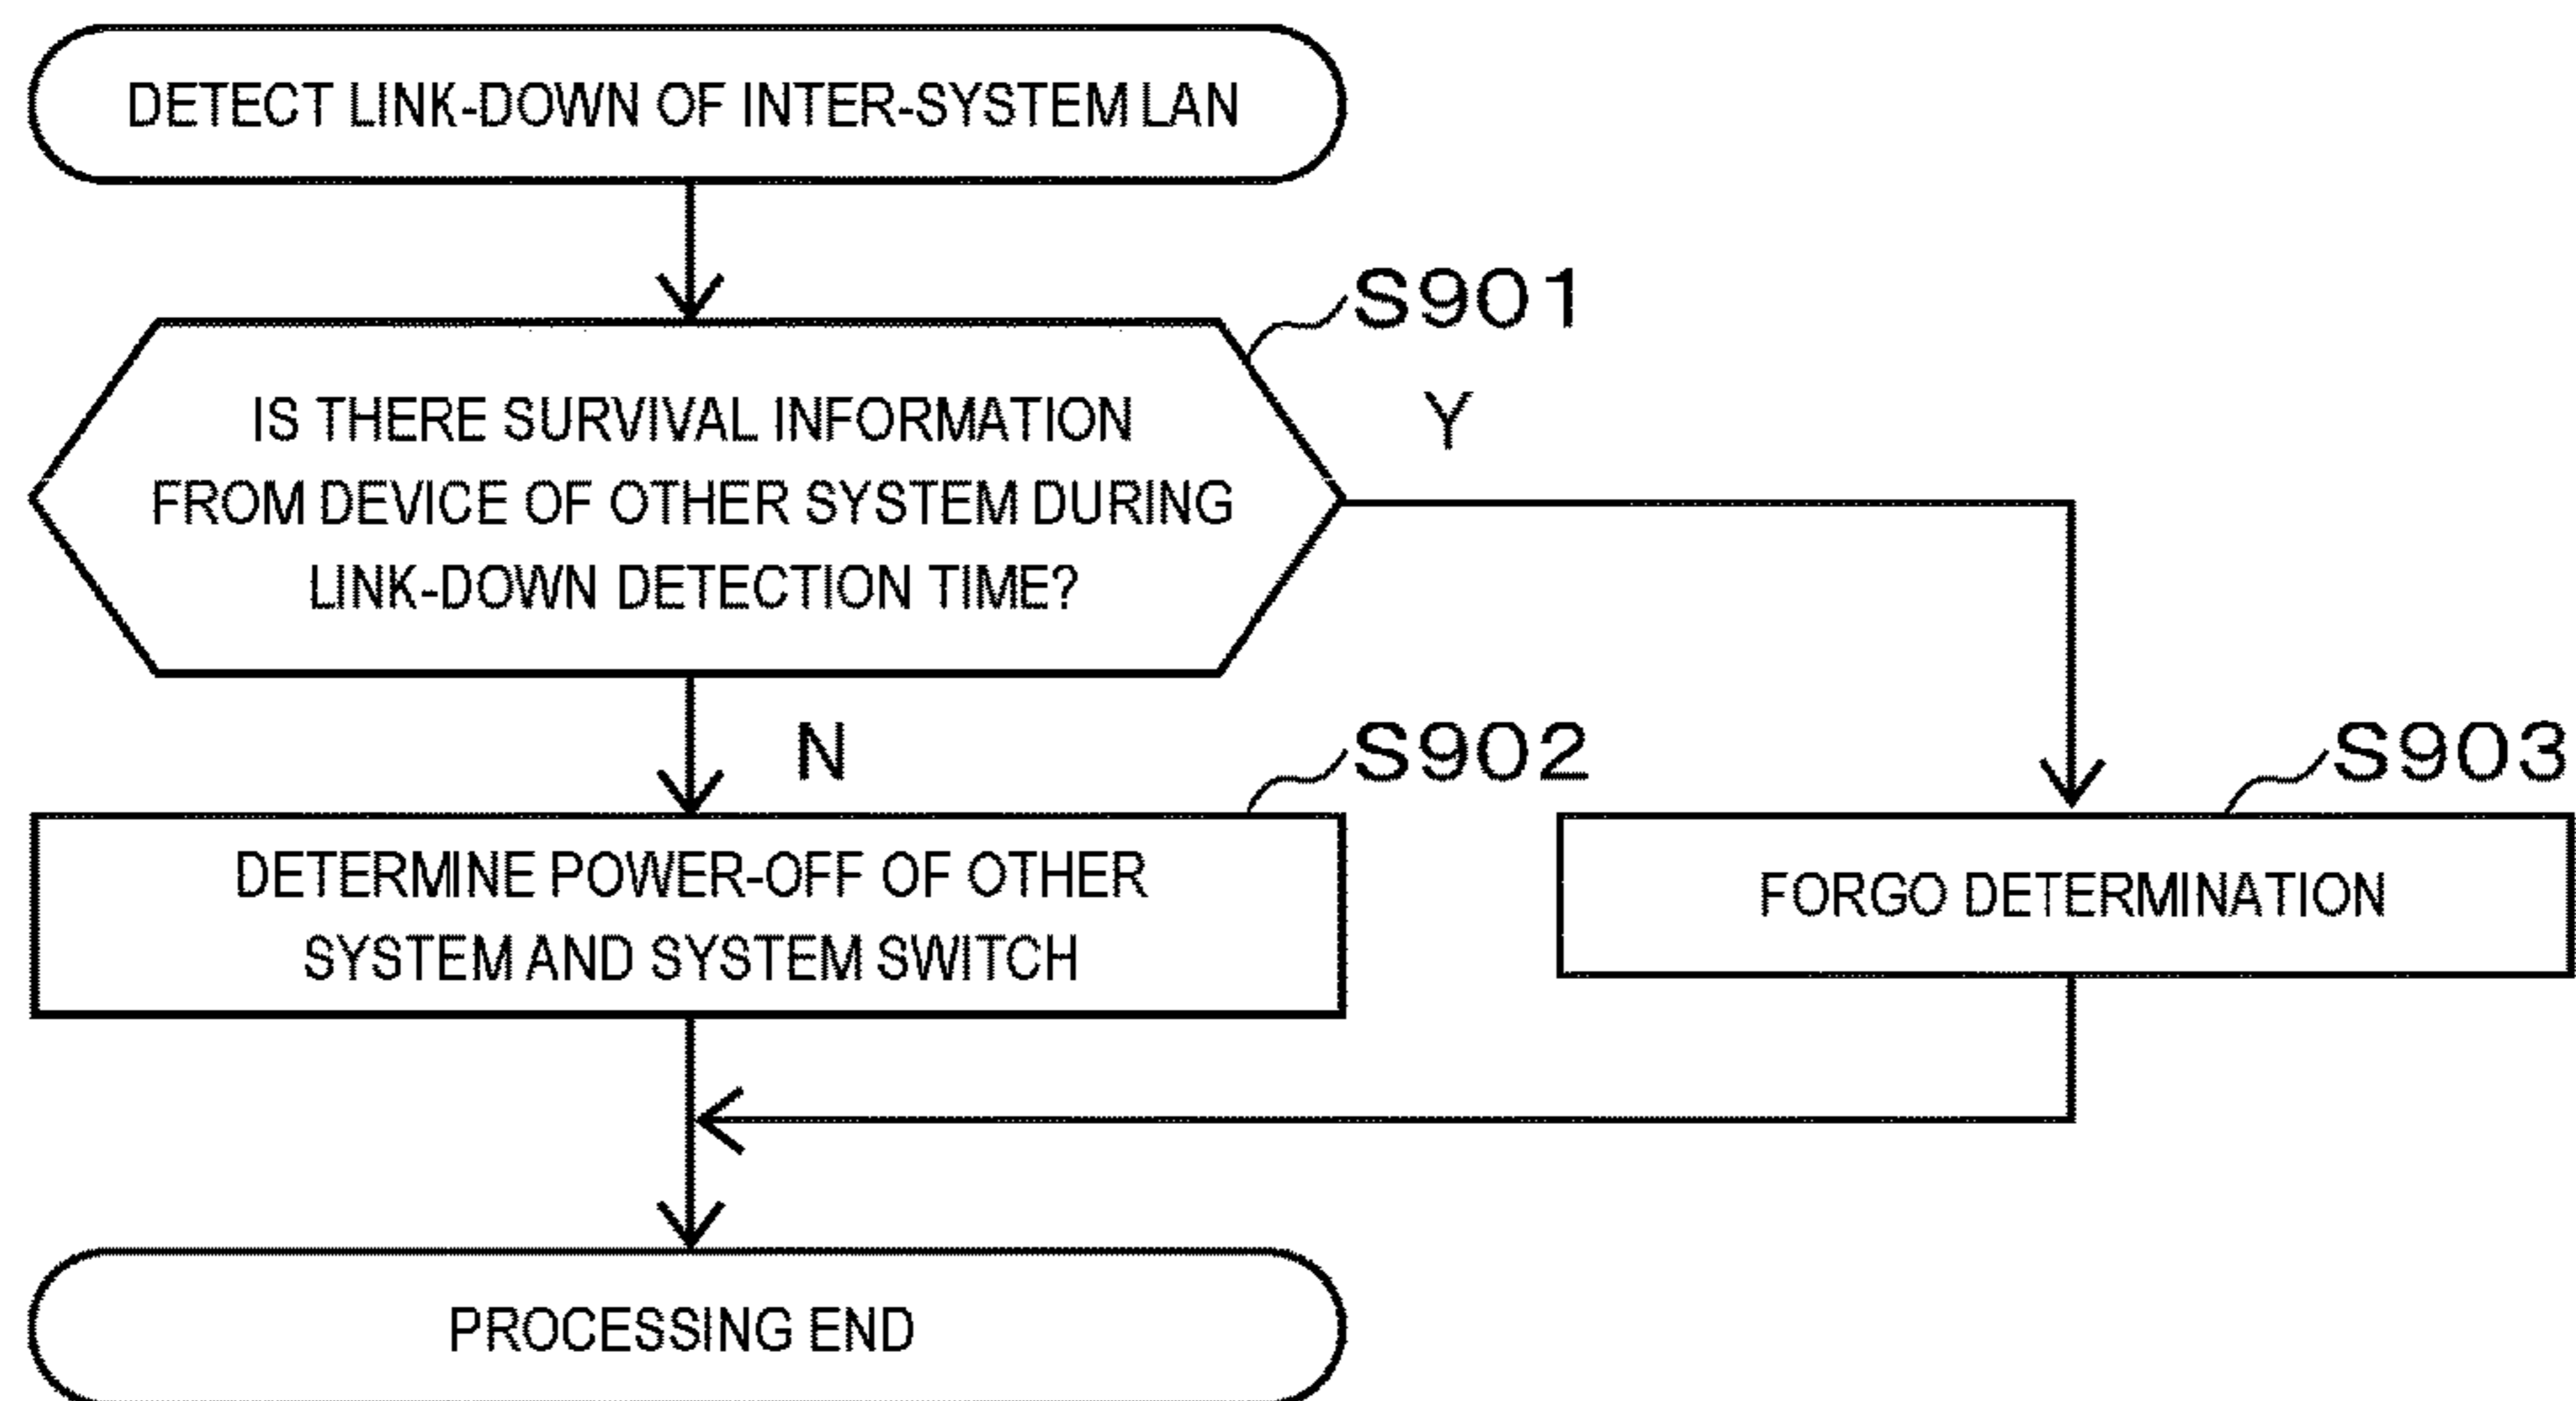 DETECT LINK-DOWN OF INTER-SYSTEM LAN
S901
IS THERE SURVIVAL INFORMATION
FROM DEVICE OF OTHER SYSTEM DURING
LINK-DOWN DETECTION TIME?
Y
N
S902
DETERMINE POWER-OFF OF OTHER
SYSTEM AND SYSTEM SWITCH
S903
FORGO DETERMINATION
PROCESSING END